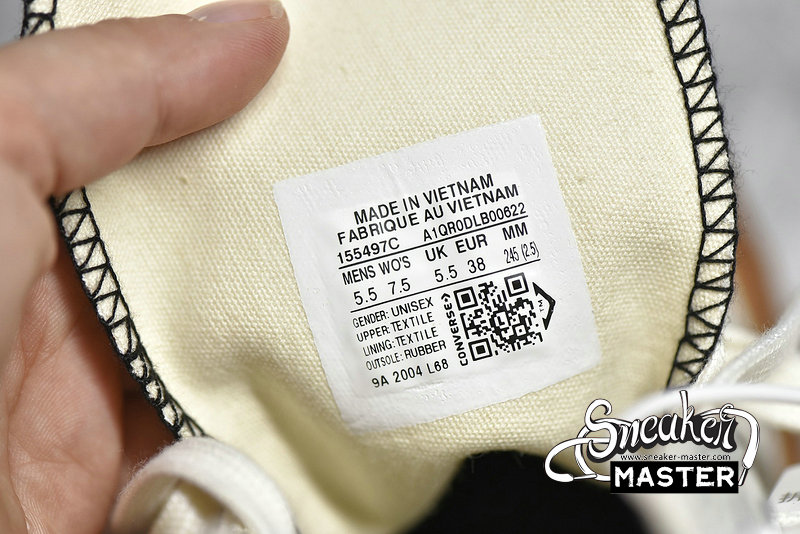 MADE IN VIETNAM
FABRIQUE AU VIETNAM
155497C A1QR0DLB00622
MENS WO'S UK EUR MM
5.5 7.5 5.5 38 245 (2.5)
GENDER: UNISEX
UPPER: TEXTILE
LINING: TEXTILE
OUTSOLE: RUBBER
9A 2004 L68
CONVERSE
TM
Sneaker
www.sneaker-master.com
MASTER